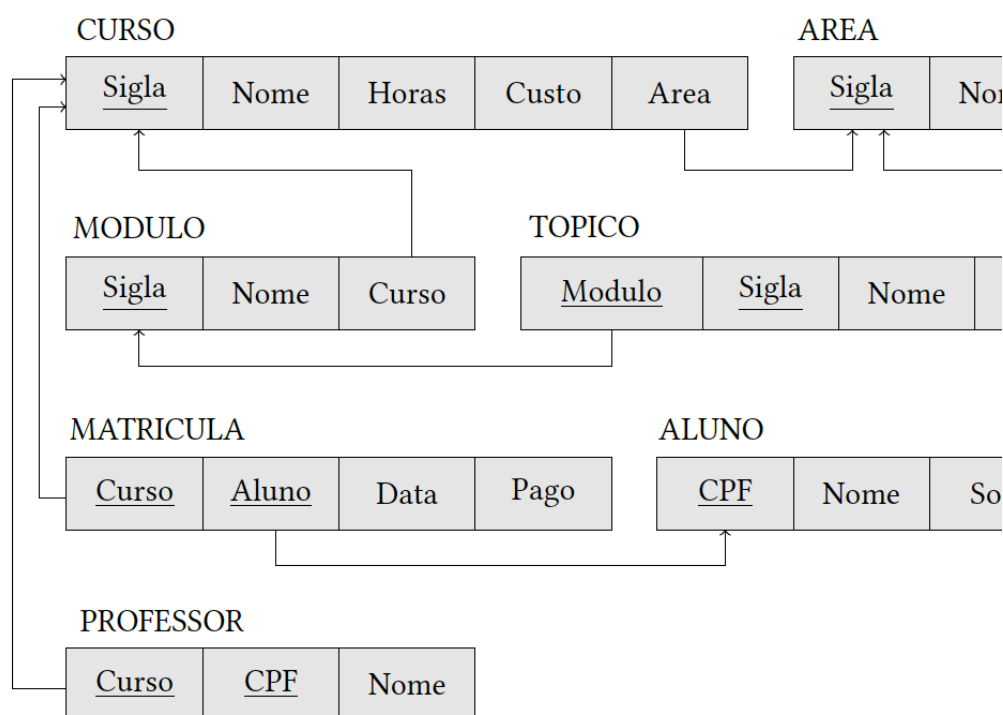 CURSO AREA
Sigla Nome Horas Custo Area Sigla
MODULO TOPICO
Sigla Nome Curso Modulo Sigla Nome
MATRICULA ALUNO
Curso Aluno Data Pago CPF Nome
PROFESSOR
Curso CPF Nome